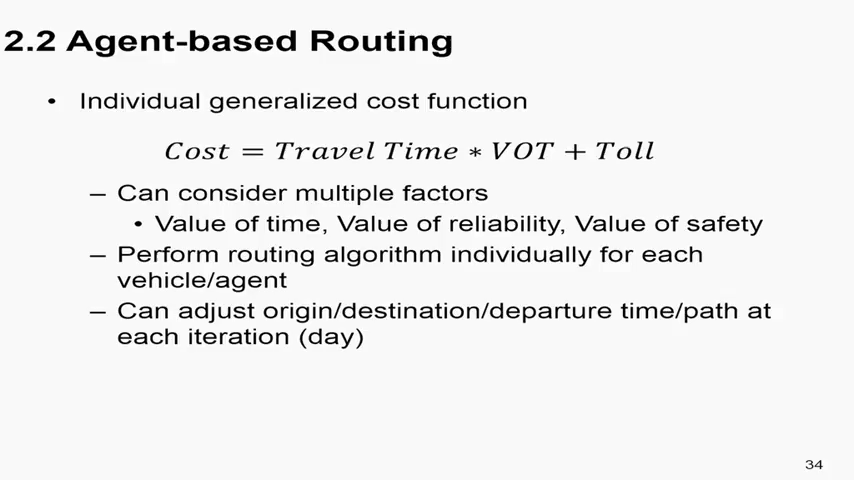 2.2 Agent-based Routing
• Individual generalized cost function
Cost = Travel Time ∗ VOT + Toll
– Can consider multiple factors
• Value of time, Value of reliability, Value of safety
– Perform routing algorithm individually for each
vehicle/agent
– Can adjust origin/destination/departure time/path at
each iteration (day)
34